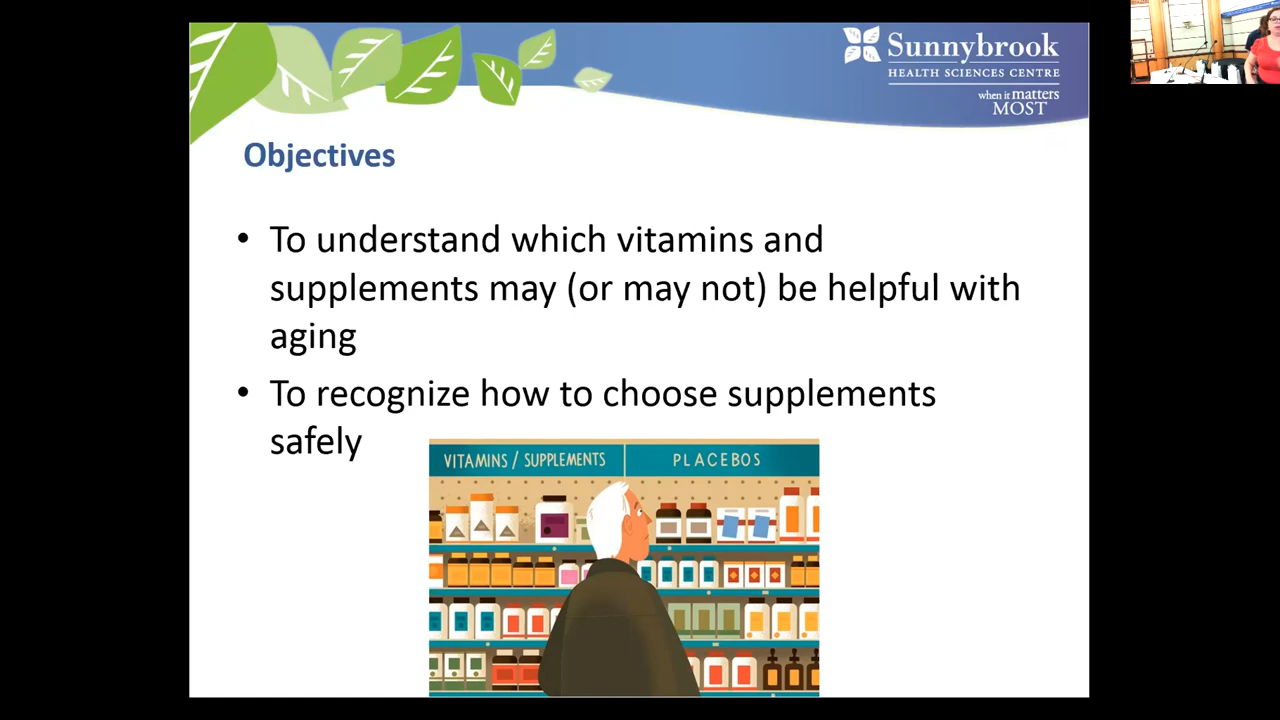 Sunnybrook
HEALTH SCIENCES CENTRE
when it matters
MOST
Objectives
• To understand which vitamins and
supplements may (or may not) be helpful with
aging
• To recognize how to choose supplements
safely
VITAMINS / SUPPLEMENTS
PLACEBOS